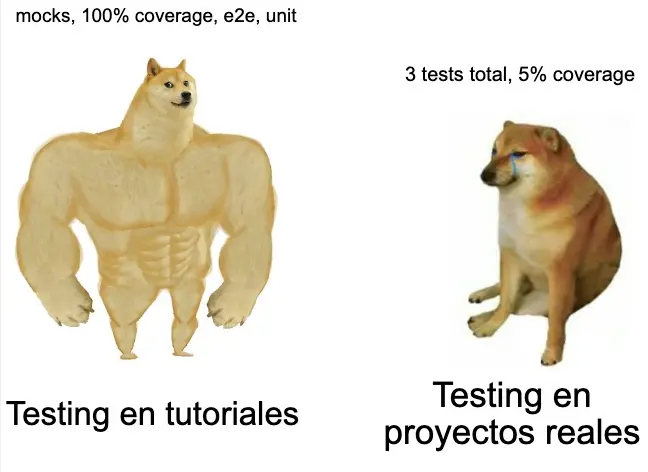 mocks, 100% coverage, e2e, unit
3 tests total, 5% coverage
Testing en tutoriales
Testing en
proyectos reales